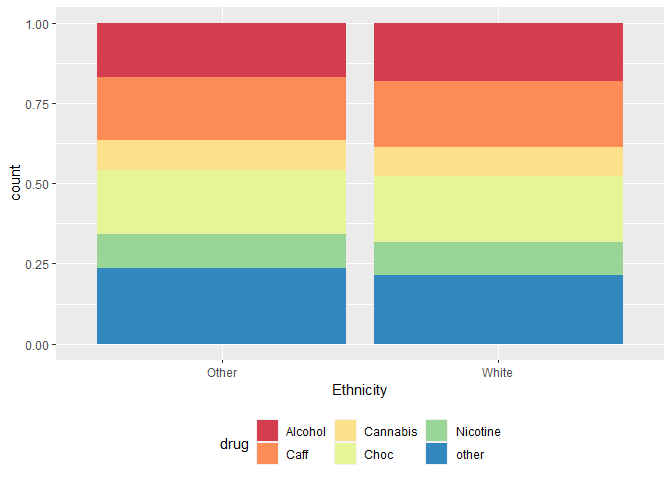 1.00
0.75
0.50
0.25
0.00
count
Other White
Ethnicity
drug
Alcohol Cannabis Nicotine
Caff Choc other